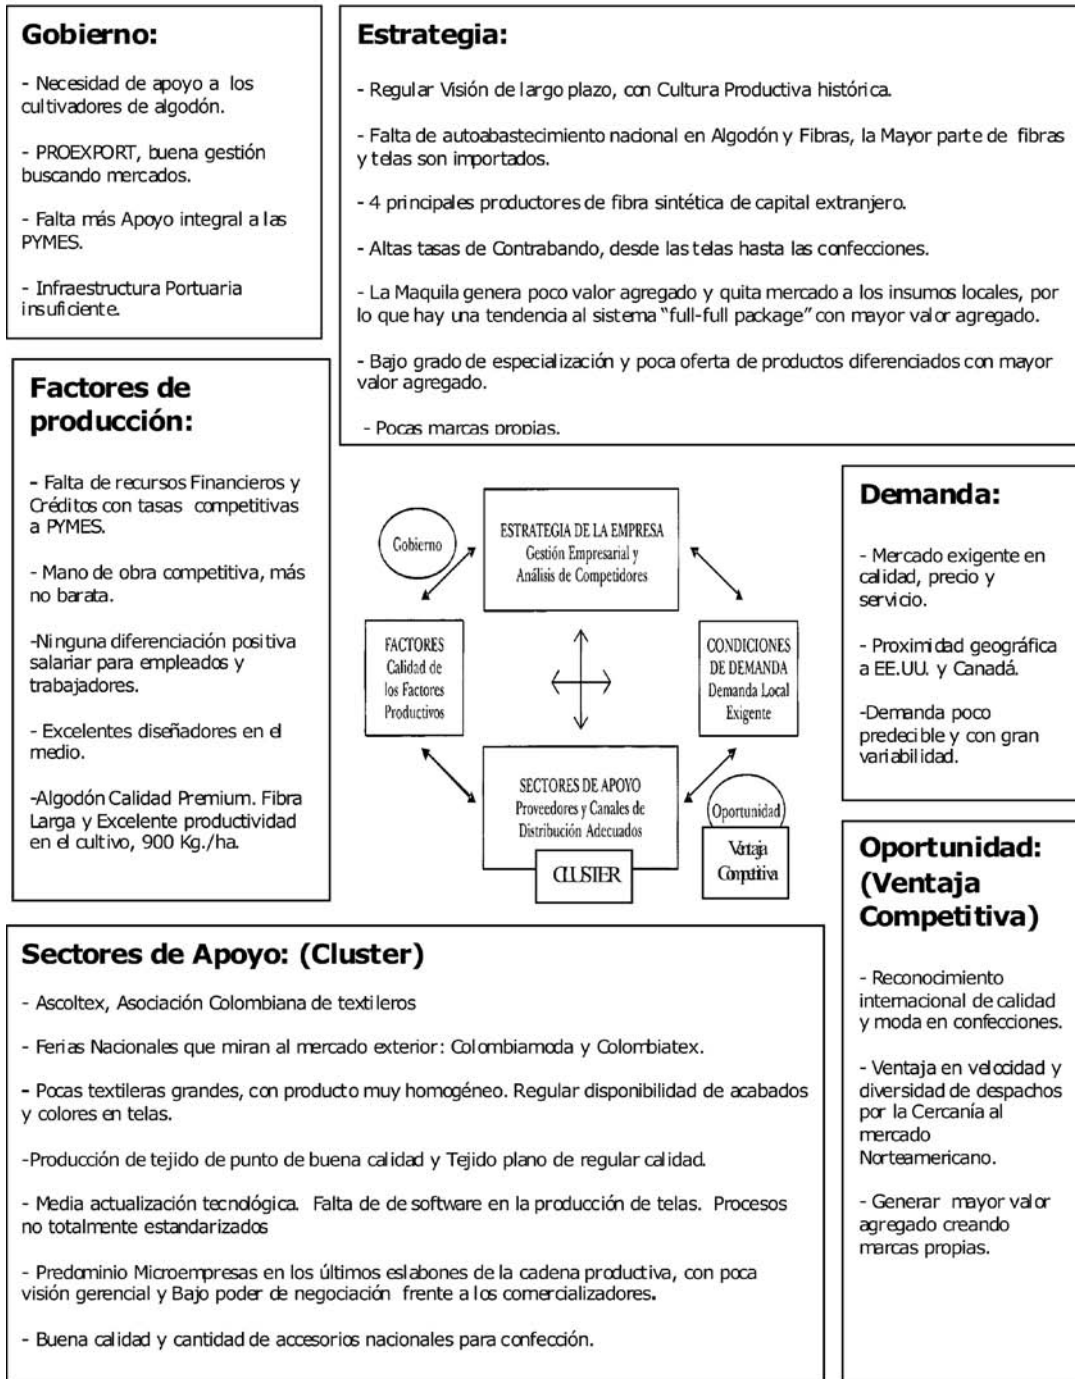 Gobierno:
- Necesidad de apoyo a los
cultivadores de algodón.
- PROEXPORT, buena gestión
buscando mercados.
- Falta más Apoyo integral a las
PYMES.
- Infraestructura Portuaria
insuficiente.
Estrategia:
- Regular Visión de largo plazo, con Cultura Productiva histórica.
- Falta de autoabastecimiento nacional en Algodón y Fibras, la Mayor parte de fibras
y telas son importados.
- 4 principales productores de fibra sintética de capital extranjero.
- Altas tasas de Contrabando, desde las telas hasta las confecciones.
- La Maquila genera poco valor agregado y quita mercado a los insumos locales, por
lo que hay una tendencia al sistema “full-full package” con mayor valor agregado.
- Bajo grado de especialización y poca oferta de productos diferenciados con mayor
valor agregado.
- Pocas marcas propias.
Factores de
producción:
- Falta de recursos Financieros y
Créditos con tasas competitivas
a PYMES.
- Mano de obra competitiva, más
no barata.
-Ninguna diferenciación positiva
salariar para empleados y
trabajadores.
- Excelentes diseñadores en el
medio.
-Algodón Calidad Premium. Fibra
Larga y Excelente productividad
en el cultivo, 900 Kg./ha.
Gobierno
ESTRATEGIA DE LA EMPRESA
Gestión Empresarial y
Análisis de Competidores
FACTORES
Calidad de
los Factores
Productivos
CONDICIONES
DE DEMANDA
Demanda Local
Exigente
SECTORES DE APOYO
Proveedores y Canales de
Distribución Adecuados
CLUSTER
Oportunidad
Ventaja
Competitiva
Demanda:
- Mercado exigente en
calidad, precio y
servicio.
- Proximidad geográfica
a EE.UU. y Canadá.
-Demanda poco
predecible y con gran
variabilidad.
Oportunidad:
(Ventaja
Competitiva)
- Reconocimiento
internacional de calidad
y moda en confecciones.
- Ventaja en velocidad y
diversidad de despachos
por la Cercanía al
mercado
Norteamericano.
- Generar mayor valor
agregado creando
marcas propias.
Sectores de Apoyo: (Cluster)
- Ascoltex, Asociación Colombiana de textileros
- Ferias Nacionales que miran al mercado exterior: Colombiamoda y Colombiatex.
- Pocas textileras grandes, con producto muy homogéneo. Regular disponibilidad de acabados
y colores en telas.
-Producción de tejido de punto de buena calidad y Tejido plano de regular calidad.
- Media actualización tecnológica. Falta de de software en la producción de telas. Procesos
no totalmente estandarizados
- Predominio Microempresas en los últimos eslabones de la cadena productiva, con poca
visión gerencial y Bajo poder de negociación frente a los comercializadores.
- Buena calidad y cantidad de accesorios nacionales para confección.